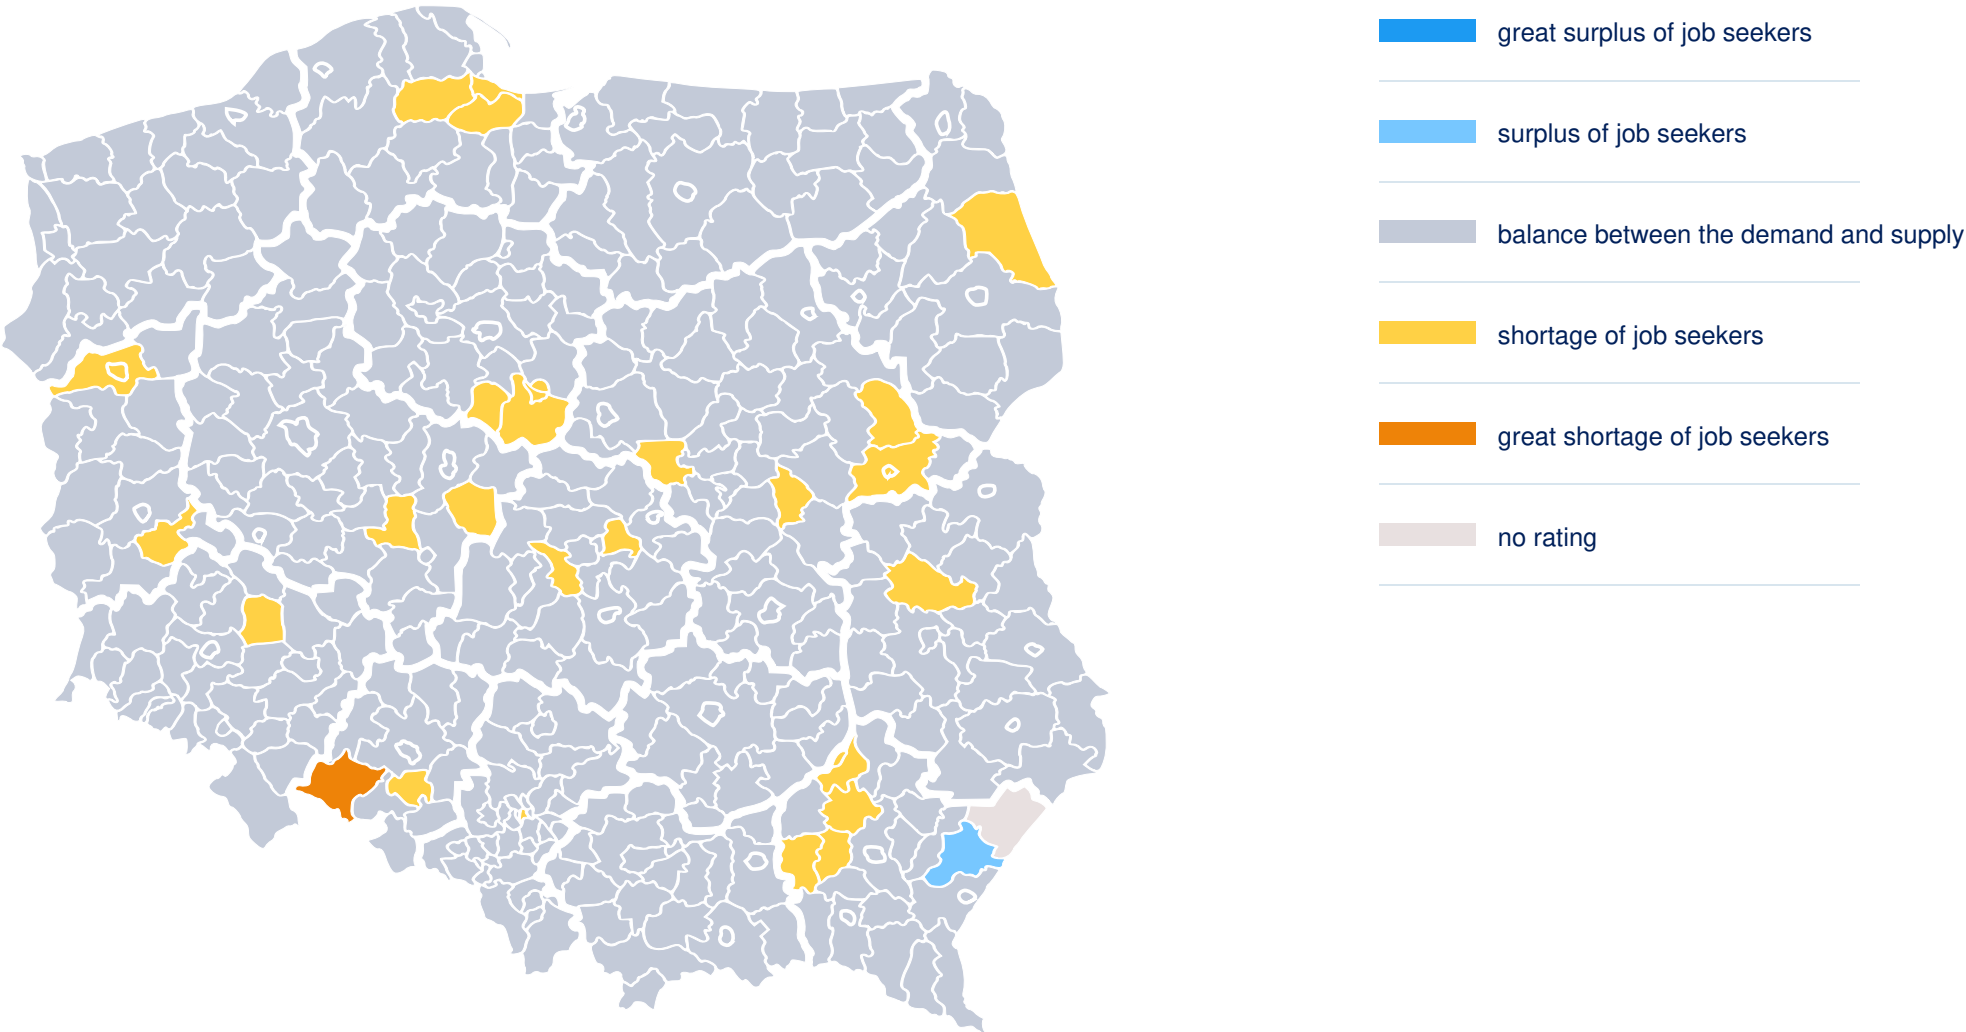 great surplus of job seekers
surplus of job seekers
balance between the demand and supply
shortage of job seekers
great shortage of job seekers
no rating